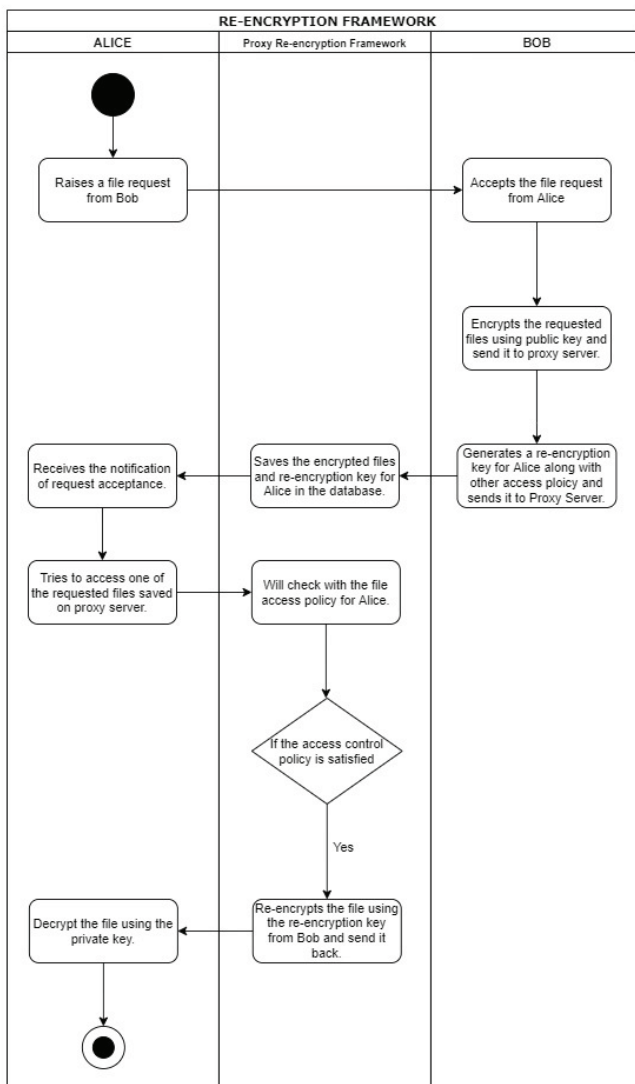 RE-ENCRYPTION FRAMEWORK
ALICE
Proxy Re-encryption Framework
BOB
Raises a file request
from Bob
Accepts the file request
from Alice
Encrypts the requested
files using public key and
send it to proxy server.
Generates a re-encryption
key for Alice along with
other access ploicy and
sends it to Proxy Server.
Saves the encrypted files
and re-encryption key for
Alice in the database.
Receives the notification
of request acceptance.
Tries to access one of
the requested files saved
on proxy server.
Will check with the file
access policy for Alice.
If the access control
policy is satisfied
Yes
Re-encrypts the file using
the re-encryption key
from Bob and send it
back.
Decrypt the file using the
private key.